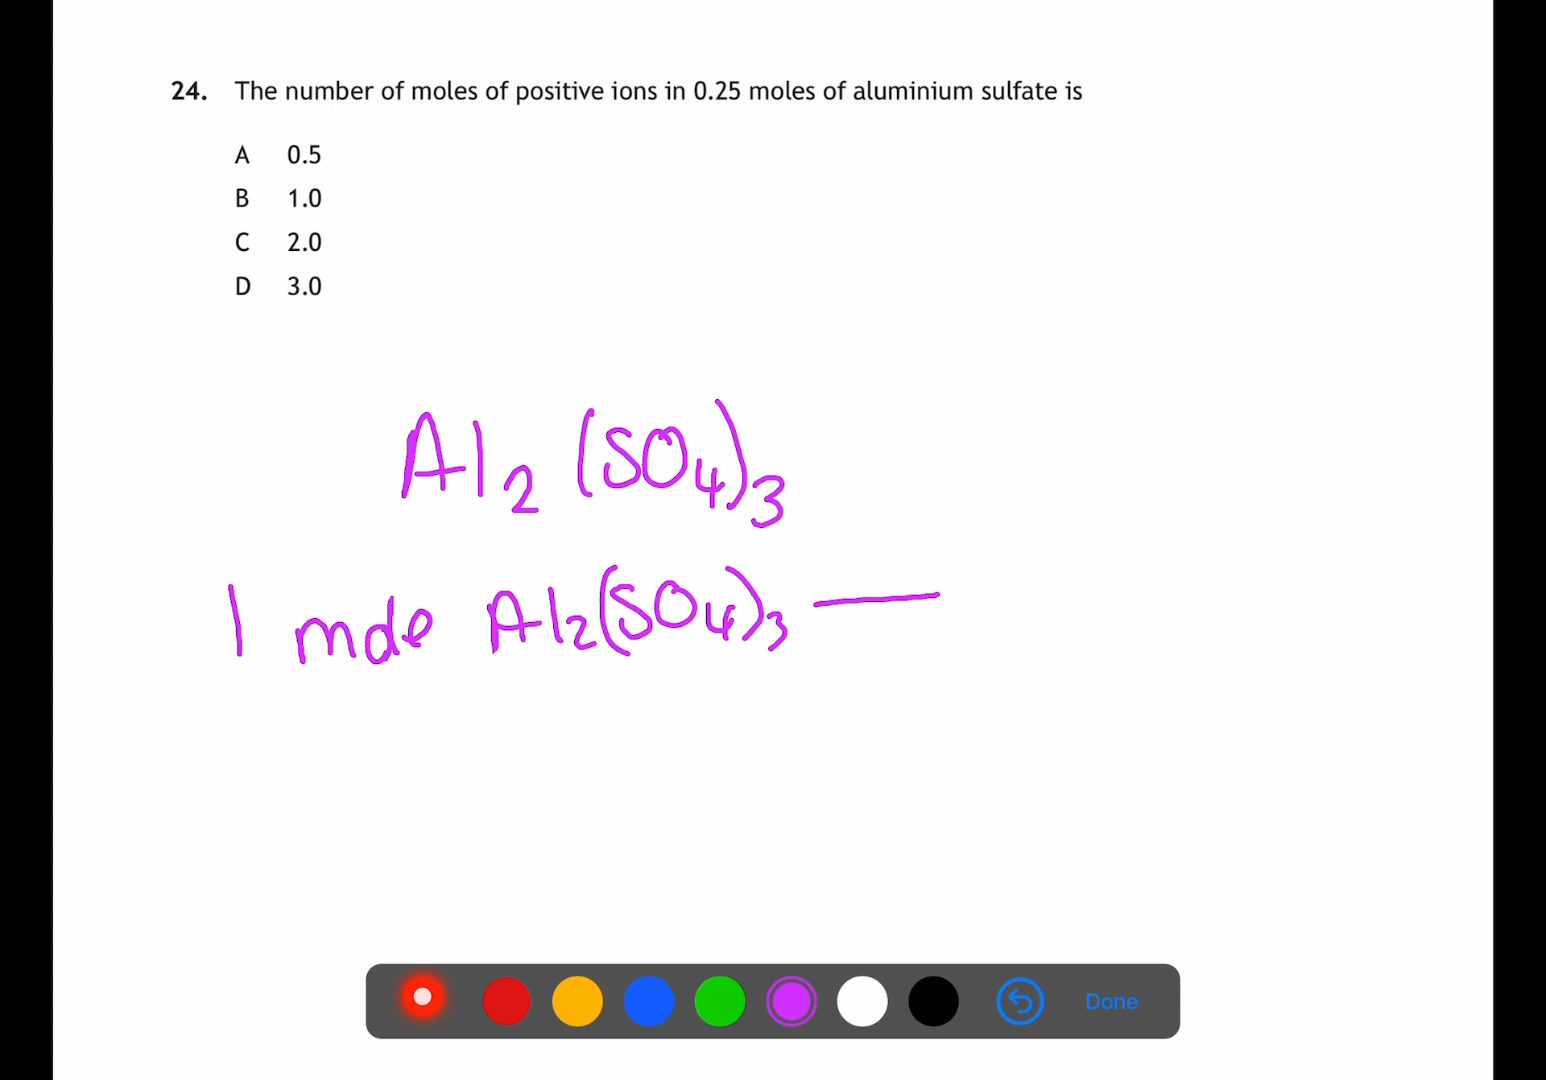 24. The number of moles of positive ions in 0.25 moles of aluminium sulfate is
A 0.5
B 1.0
C 2.0
D 3.0
Al₂(SO₄)₃
1 mole Al₂(SO₄)₃ —
Done